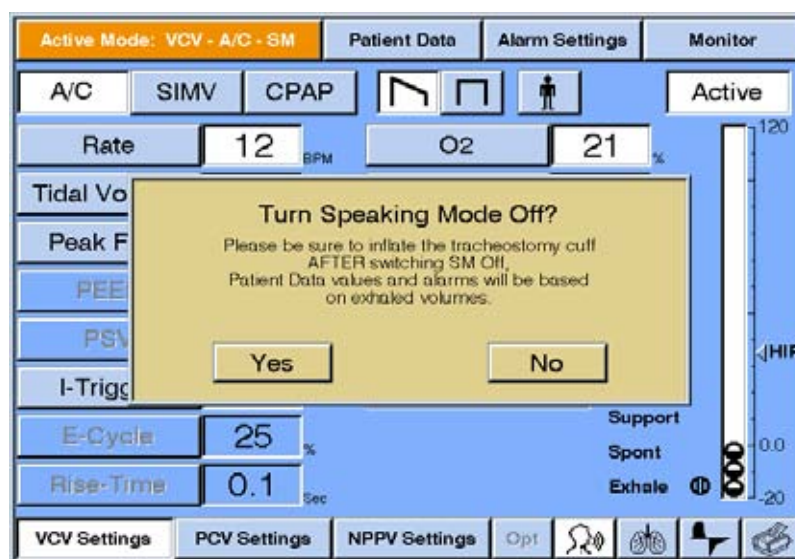 Active Mode: VCV - A/C - SM Patient Data Alarm Settings Monitor
A/C SIMV CPAP Active
Rate 12 BPM O2 21 %
120
Tidal Vo
Turn Speaking Mode Off?
Peak F
Please be sure to inflate the tracheostomy cuff
AFTER switching SM Off,
Patient Data values and alarms will be based
on exhaled volumes.
PEE
PSV
HIP
Yes No
I-Trigg
Support
E-Cycle 25 %
Spont 0.0
Rise-Time 0.1 Sec
Exhale
-20
VCV Settings PCV Settings NPPV Settings Opt